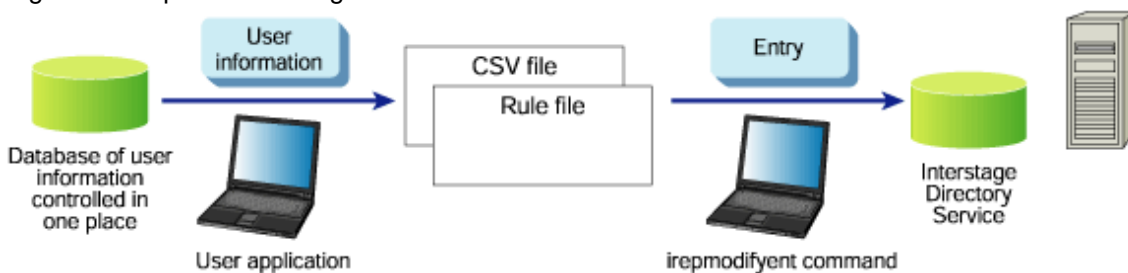 User
information
CSV file
Rule file
Entry
Database of user
information
controlled in
one place
User application
irepmodifyent command
Interstage
Directory
Service